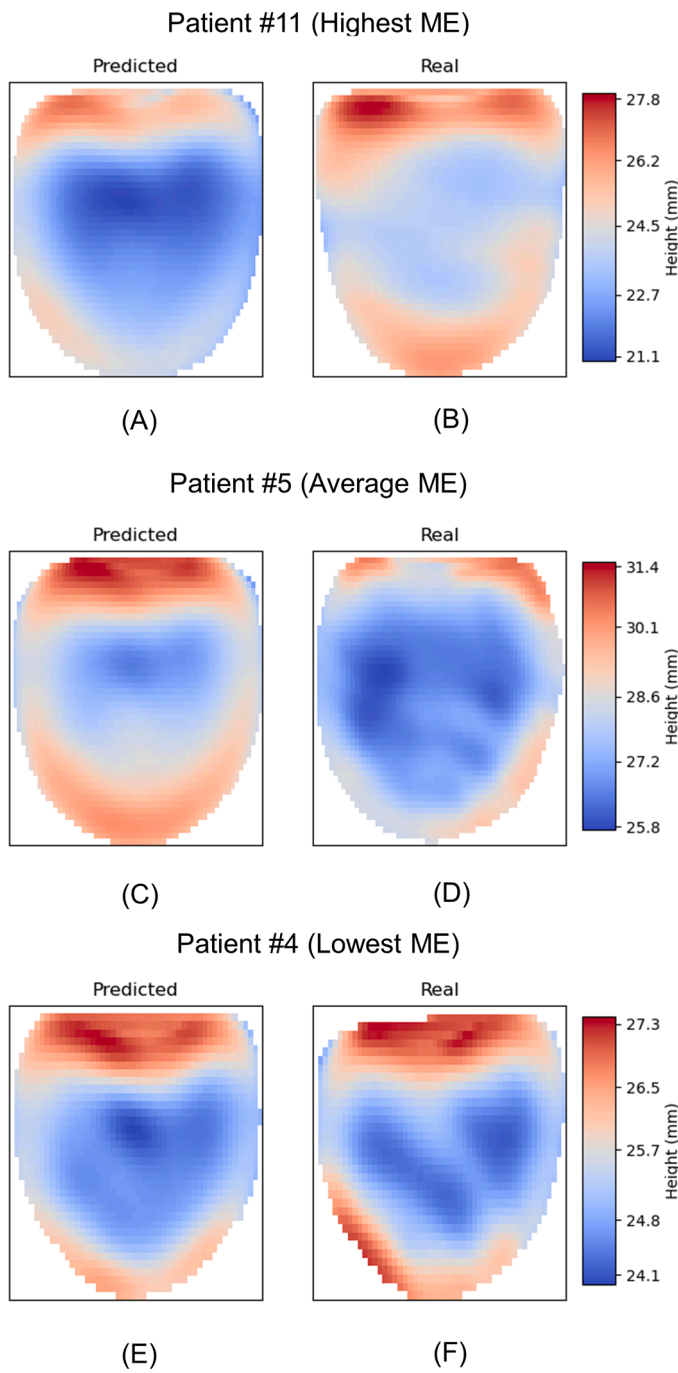 Patient #11 (Highest ME)
Predicted
Real
27.8
26.2
24.5
22.7
21.1
Height (mm)
(A)
(B)
Patient #5 (Average ME)
Predicted
Real
31.4
30.1
28.6
27.2
25.8
Height (mm)
(C)
(D)
Patient #4 (Lowest ME)
Predicted
Real
27.3
26.5
25.7
24.8
24.1
Height (mm)
(E)
(F)